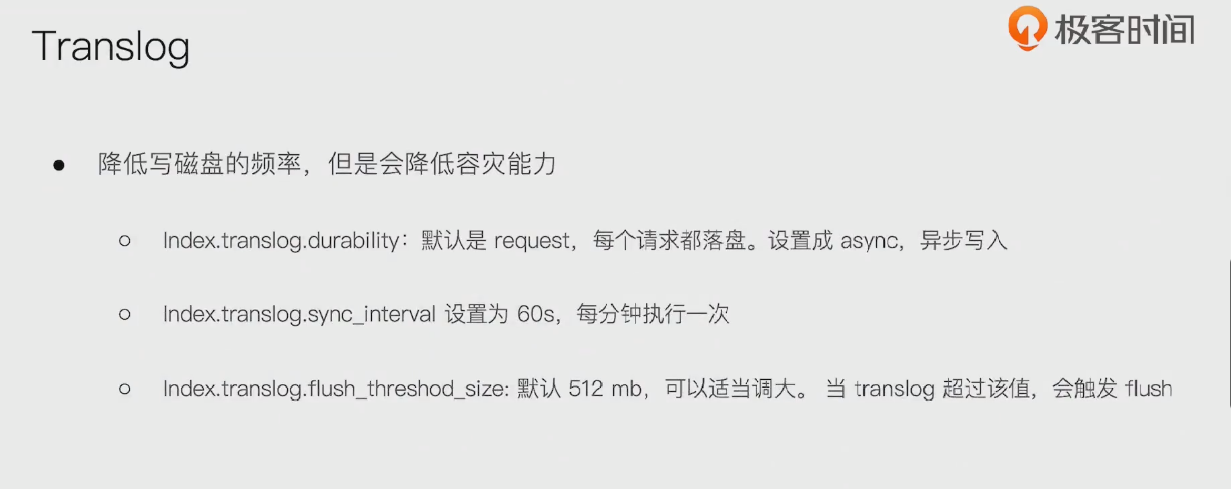 极客时间
Translog
降低写磁盘的频率，但是会降低容灾能力
Index.translog.durability：默认是 request，每个请求都落盘。设置成 async，异步写入
Index.translog.sync_interval 设置为 60s，每分钟执行一次
Index.translog.flush_threshod_size: 默认 512 mb，可以适当调大。 当 translog 超过该值，会触发 flush